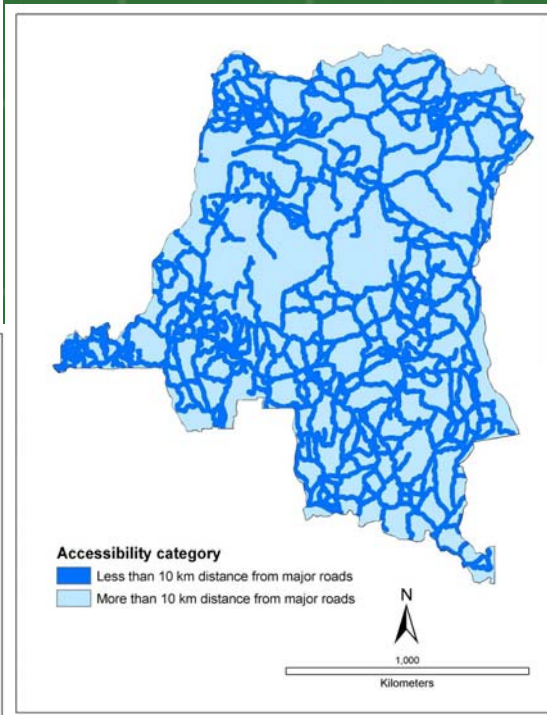 Accessibility category
Less than 10 km distance from major roads
More than 10 km distance from major roads
N
1,000
Kilometers